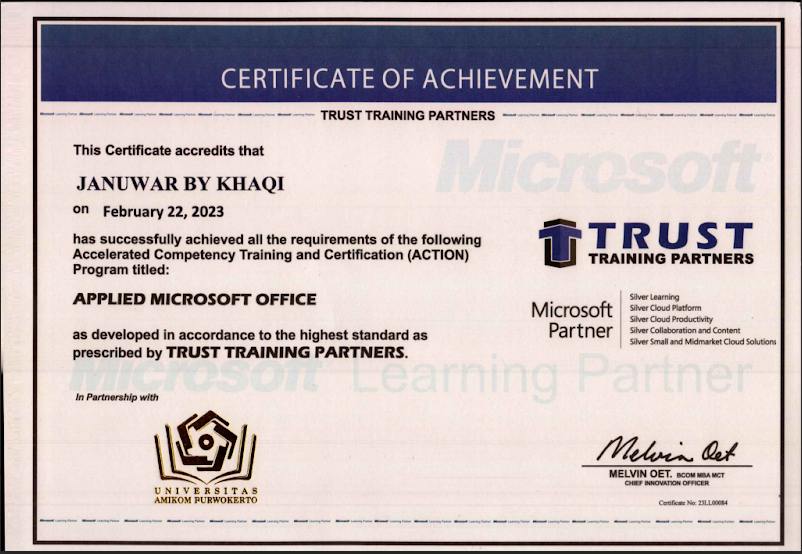 CERTIFICATE OF ACHIEVEMENT
TRUST TRAINING PARTNERS
Microsoft
This Certificate accredits that
JANUWAR BY KHAQI
on February 22, 2023
has successfully achieved all the requirements of the following
Accelerated Competency Training and Certification (ACTION)
Program titled:
APPLIED MICROSOFT OFFICE
as developed in accordance to the highest standard as
prescribed by TRUST TRAINING PARTNERS.
TRUST
TRAINING PARTNERS
Microsoft
Partner
Silver Learning
Silver Cloud Platform
Silver Cloud Productivity
Silver Collaboration and Content
Silver Small and Midmarket Cloud Solutions
Microsoft Learning Partner
In Partnership with
UNIVERSITAS
AMIKOM PURWOKERTO
Melvin Oet
MELVIN OET. BCOM MBA MCT
CHIEF INNOVATION OFFICER
Certificate No: 23LL00084